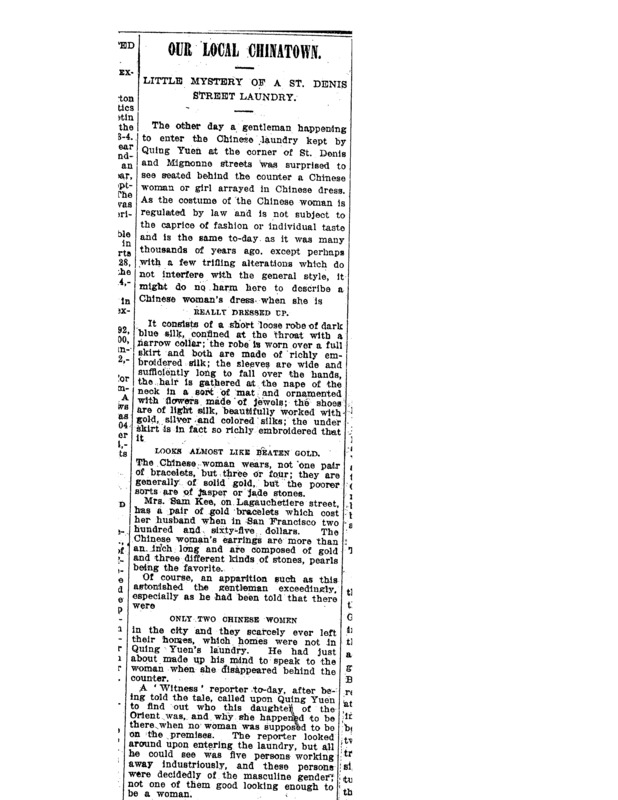 OUR LOCAL CHINATOWN.
LITTLE MYSTERY OF A ST. DENIS
STREET LAUNDRY.
The other day a gentleman happening
to enter the Chinese laundry kept by
Quing Yuen at the corner of St. Denis
and Mignonne streets was surprised to
see seated behind the counter a Chinese
woman or girl arrayed in Chinese dress.
As the costume of the Chinese woman is
regulated by law and is not subject to
the caprice of fashion or individual taste
and is the same to-day as it was many
thousands of years ago, except perhaps
with a few trifling alterations which do
not interfere with the general style, it
might do no harm here to describe a
Chinese woman's dress when she is
REALLY DRESSED UP.
It consists of a short loose robe of dark
blue silk, confined at the throat with a
narrow collar; the robe is worn over a full
skirt and both are made of richly em-
broidered silk; the sleeves are wide and
sufficiently long to fall over the hands,
the hair is gathered at the nape of the
neck in a sort of mat and ornamented
with flowers made of jewels; the shoes
are of light silk, beautifully worked with
gold, silver and colored silks; the under
skirt is in fact so richly embroidered that
it
LOOKS ALMOST LIKE BEATEN GOLD.
The Chinese woman wears, not one pair
of bracelets, but three or four; they are
generally of solid gold, but the poorer
sorts are of jasper or jade stones.
Mrs. Sam Kee, on Lagauchetiere street,
has a pair of gold bracelets which cost
her husband when in San Francisco two
hundred and sixty-five dollars. The
Chinese woman's earrings are more than
an inch long and are composed of gold
and three different kinds of stones, pearls
being the favorite.
Of course, an apparition such as this
astonished the gentleman exceedingly,
especially as he had been told that there
were
ONLY TWO CHINESE WOMEN
in the city and they scarcely ever left
their homes, which homes were not in
Quing Yuen's laundry. He had just
about made up his mind to speak to the
woman when she disappeared behind the
counter.
A 'Witness' reporter to-day, after be-
ing told the tale, called upon Quing Yuen
to find out who this daughter of the
Orient was, and why she happened to be
there when no woman was supposed to be
on the premises. The reporter looked
around upon entering the laundry, but all
he could see was five persons working
away industriously, and these persons
were decidedly of the masculine gender;
not one of them good looking enough to
be a woman.